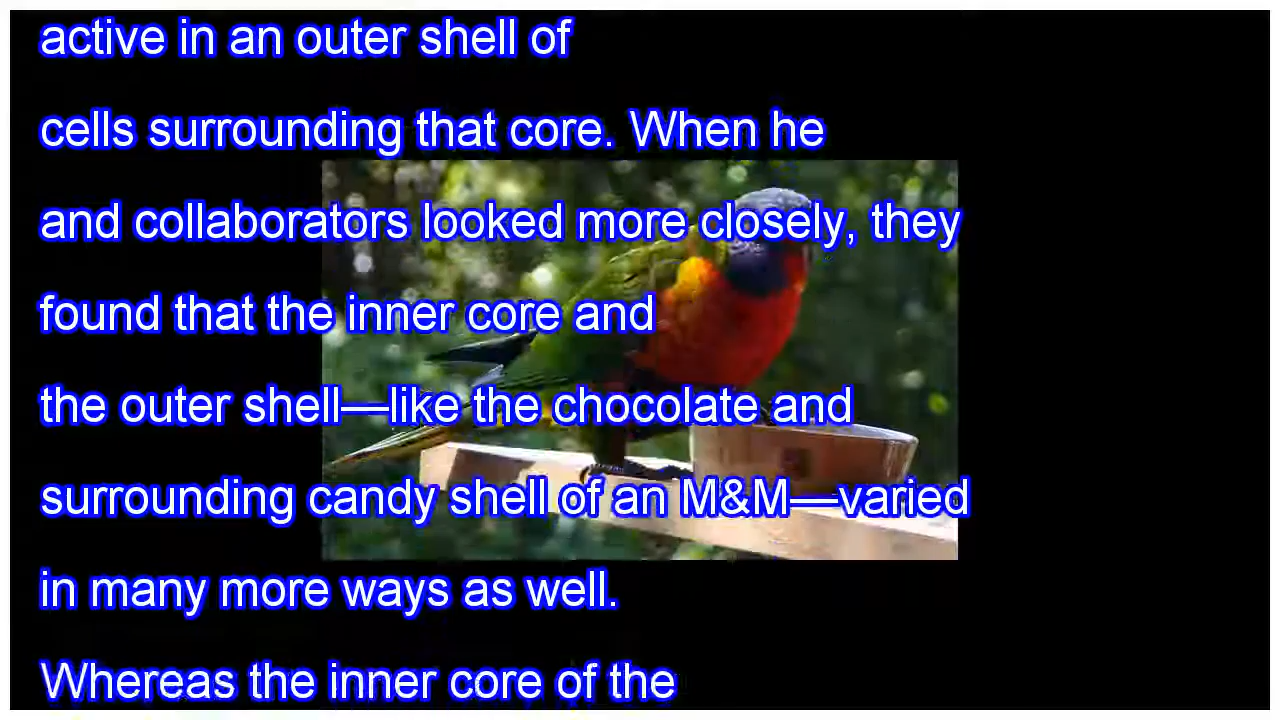 active in an outer shell of
cells surrounding that core. When he
and collaborators looked more closely, they
found that the inner core and
the outer shell—like the chocolate and
surrounding candy shell of an M&M—varied
in many more ways as well.
Whereas the inner core of the